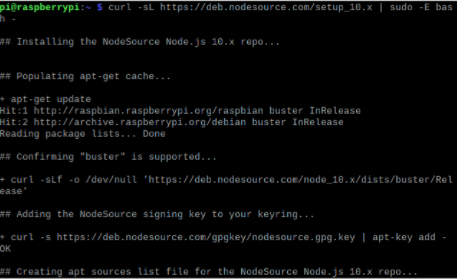 pi@raspberrypi:~ $ curl -sL https://deb.nodesource.com/setup_10.x | sudo -E bas
h -
## Installing the NodeSource Node.js 10.x repo...
## Populating apt-get cache...
+ apt-get update
Hit:1 http://raspbian.raspberrypi.org/raspbian buster InRelease
Hit:2 http://archive.raspberrypi.org/debian buster InRelease
Reading package lists... Done
## Confirming "buster" is supported...
+ curl -sLf -o /dev/null 'https://deb.nodesource.com/node_10.x/dists/buster/Rel
ease'
## Adding the NodeSource signing key to your keyring...
+ curl -s https://deb.nodesource.com/gpgkey/nodesource.gpg.key | apt-key add -
OK
## Creating apt sources list file for the NodeSource Node.js 10.x repo...